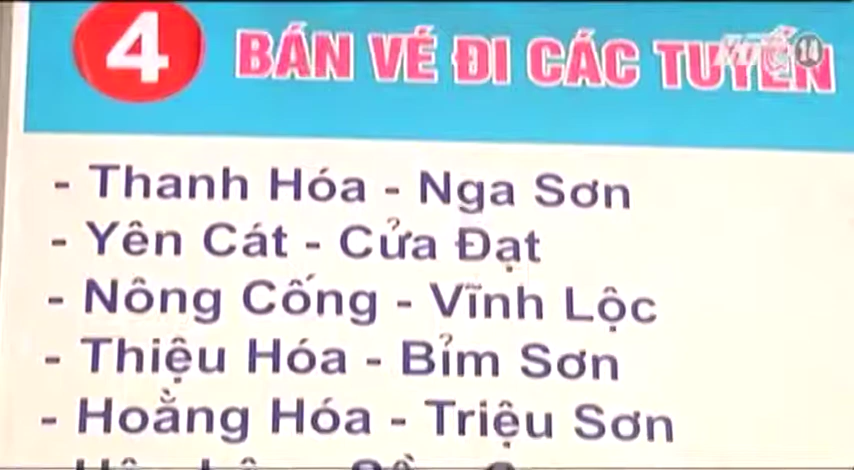 4 BÁN VÉ ĐI CÁC TUYẾN
- Thanh Hóa - Nga Sơn
- Yên Cát - Cửa Đạt
- Nông Cống - Vĩnh Lộc
- Thiệu Hóa - Bỉm Sơn
- Hoằng Hóa - Triệu Sơn